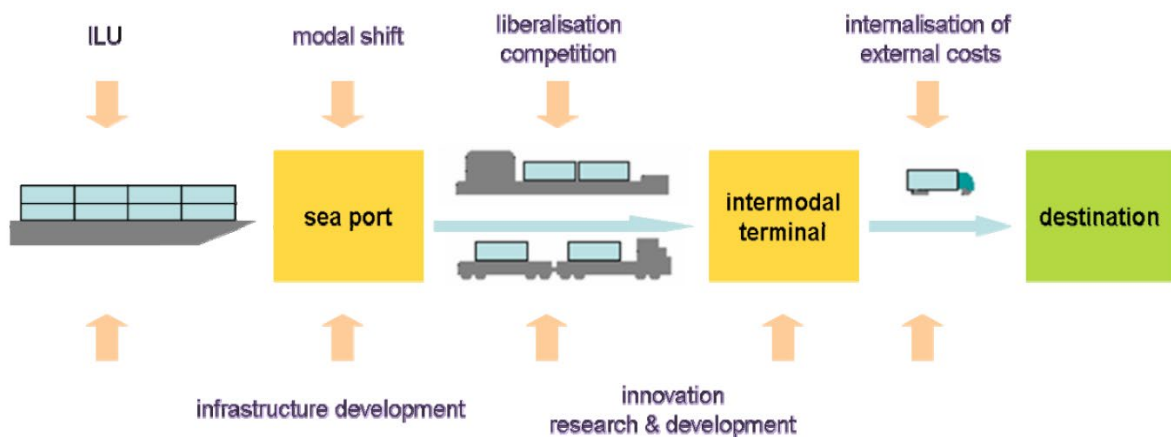 ILU
modal shift
liberalisation
competition
internalisation of
external costs
sea port
intermodal
terminal
destination
infrastructure development
innovation
research & development